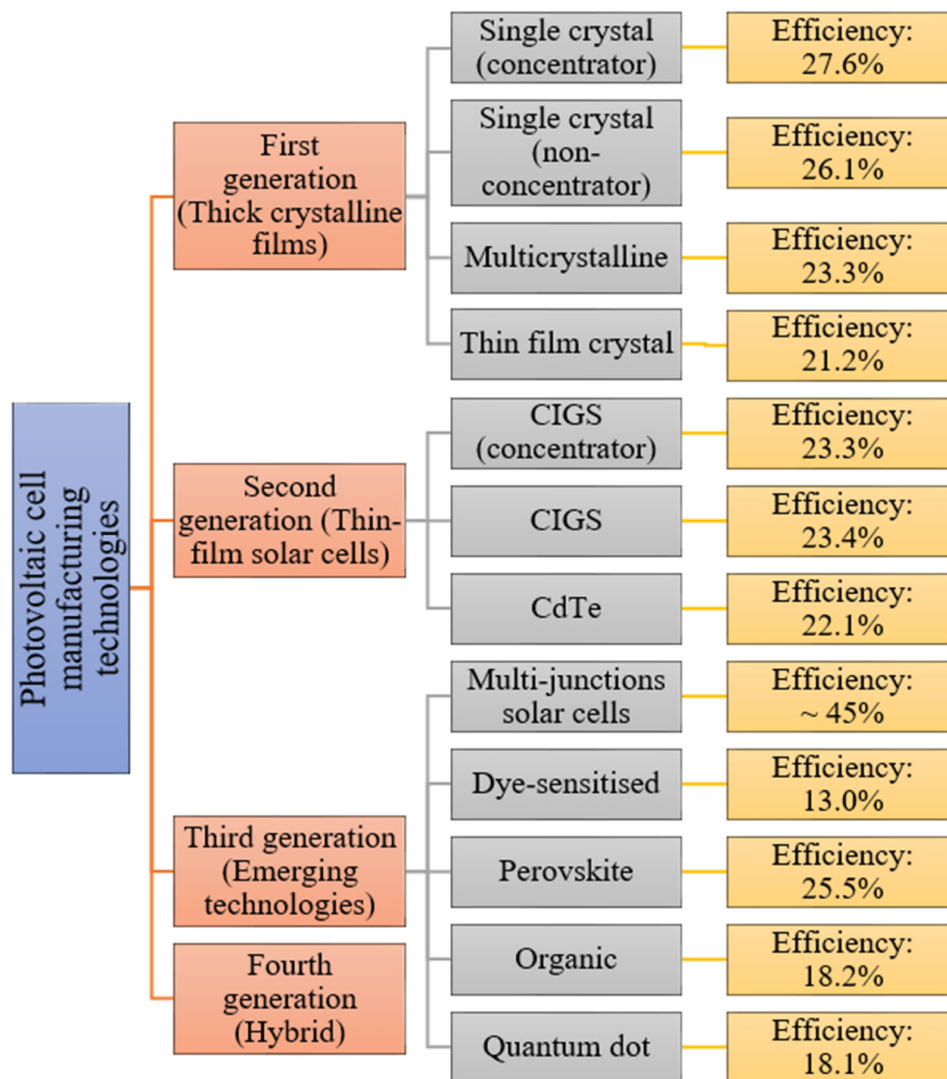 Photovoltaic cell
manufacturing
technologies
First
generation
(Thick crystalline
films)
Single crystal
(concentrator)
Efficiency:
27.6%
Single crystal
(non-
concentrator)
Efficiency:
26.1%
Multicrystalline
Efficiency:
23.3%
Thin film crystal
Efficiency:
21.2%
Second
generation (Thin-
film solar cells)
CIGS
(concentrator)
Efficiency:
23.3%
CIGS
Efficiency:
23.4%
CdTe
Efficiency:
22.1%
Third generation
(Emerging
technologies)
Multi-junctions
solar cells
Efficiency:
~ 45%
Dye-sensitised
Efficiency:
13.0%
Perovskite
Efficiency:
25.5%
Organic
Efficiency:
18.2%
Quantum dot
Efficiency:
18.1%
Fourth
generation
(Hybrid)